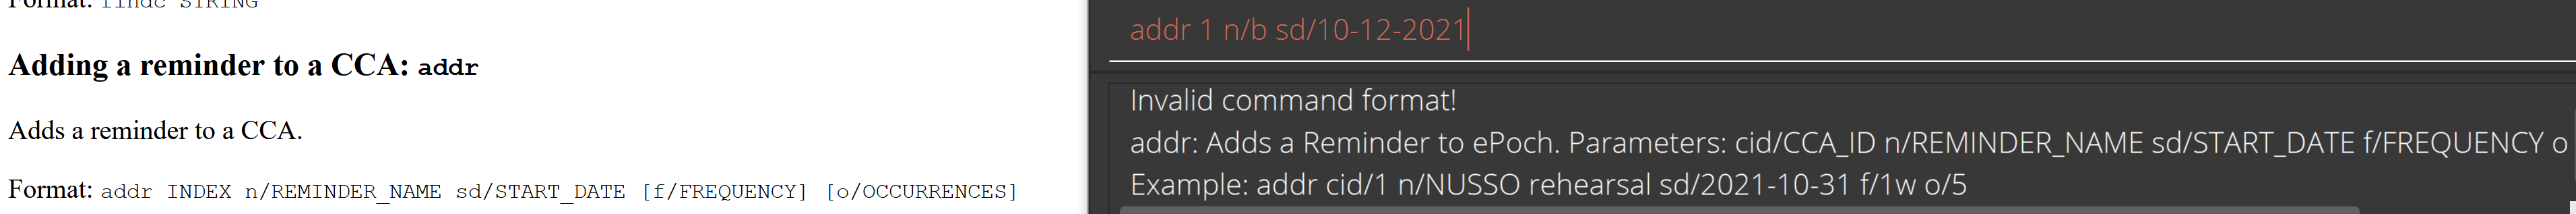 Format: findc STRING
Adding a reminder to a CCA: addr
Adds a reminder to a CCA.
Format: addr INDEX n/REMINDER_NAME sd/START_DATE [f/FREQUENCY] [o/OCCURRENCES]
addr 1 n/b sd/10-12-2021
Invalid command format!
addr: Adds a Reminder to ePoch. Parameters: cid/CCA_ID n/REMINDER_NAME sd/START_DATE f/FREQUENCY o
Example: addr cid/1 n/NUSSO rehearsal sd/2021-10-31 f/1w o/5